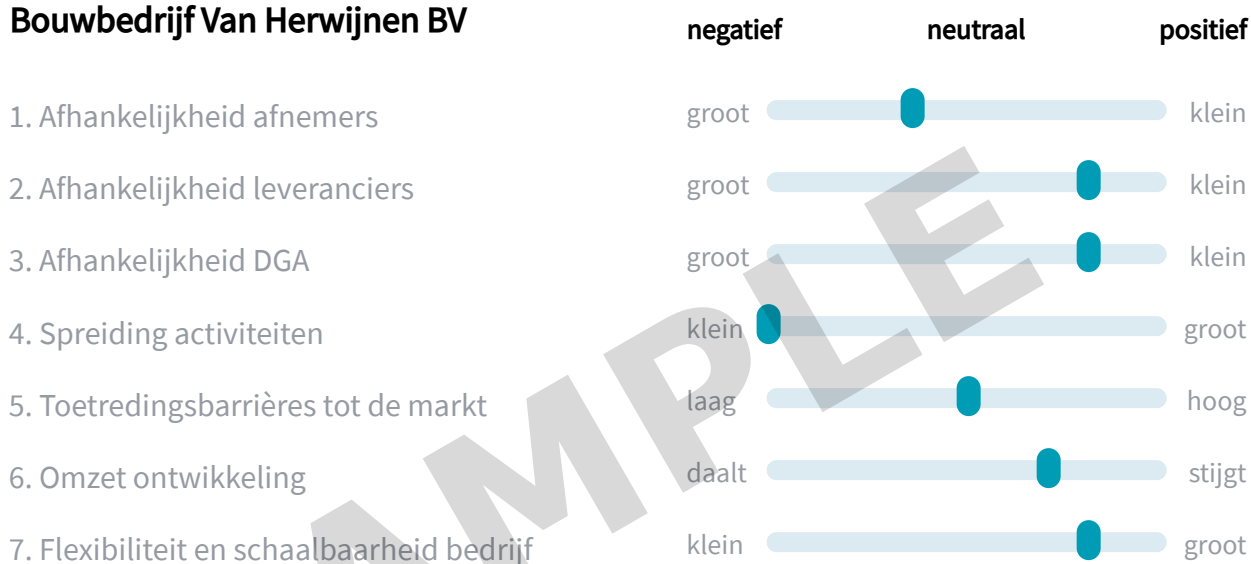 Bouwbedrijf Van Herwijnen BV negatief neutraal positief
1. Afhankelijkheid afnemers groot klein
2. Afhankelijkheid leveranciers groot klein
3. Afhankelijkheid DGA groot klein
4. Spreiding activiteiten klein groot
5. Toetredingsbarrières tot de markt laag hoog
6. Omzet ontwikkeling daalt stijgt
7. Flexibiliteit en schaalbaarheid bedrijf klein groot
AMPLE